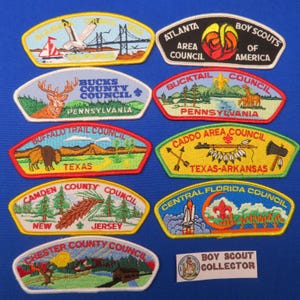 ATLANTA BOY SCOUTS
AREA OF
COUNCIL AMERICA
BUCKS
COUNTY
COUNCIL
PENNSYLVANIA
BUCKTAIL COUNCIL
PENNSYLVANIA
BUFFALO TRAIL COUNCIL
TEXAS
CADDO AREA COUNCIL
TEXAS-ARKANSAS
CAMDEN COUNTY COUNCIL
NEW JERSEY
CENTRAL FLORIDA COUNCIL
CHESTER COUNTY COUNCIL
BOY SCOUT
COLLECTOR